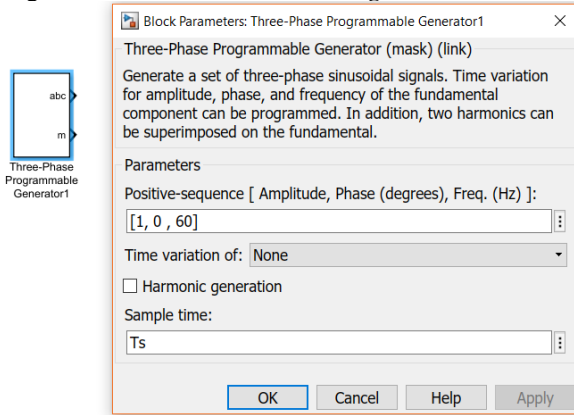 Block Parameters: Three-Phase Programmable Generator1
Three-Phase Programmable Generator (mask) (link)
Generate a set of three-phase sinusoidal signals. Time variation
for amplitude, phase, and frequency of the fundamental
component can be programmed. In addition, two harmonics can
be superimposed on the fundamental.
abc
m
Three-Phase
Programmable
Generator1
Parameters
Positive-sequence [ Amplitude, Phase (degrees), Freq. (Hz) ]:
[1, 0 , 60]
Time variation of: None
Harmonic generation
Sample time:
Ts
OK Cancel Help Apply